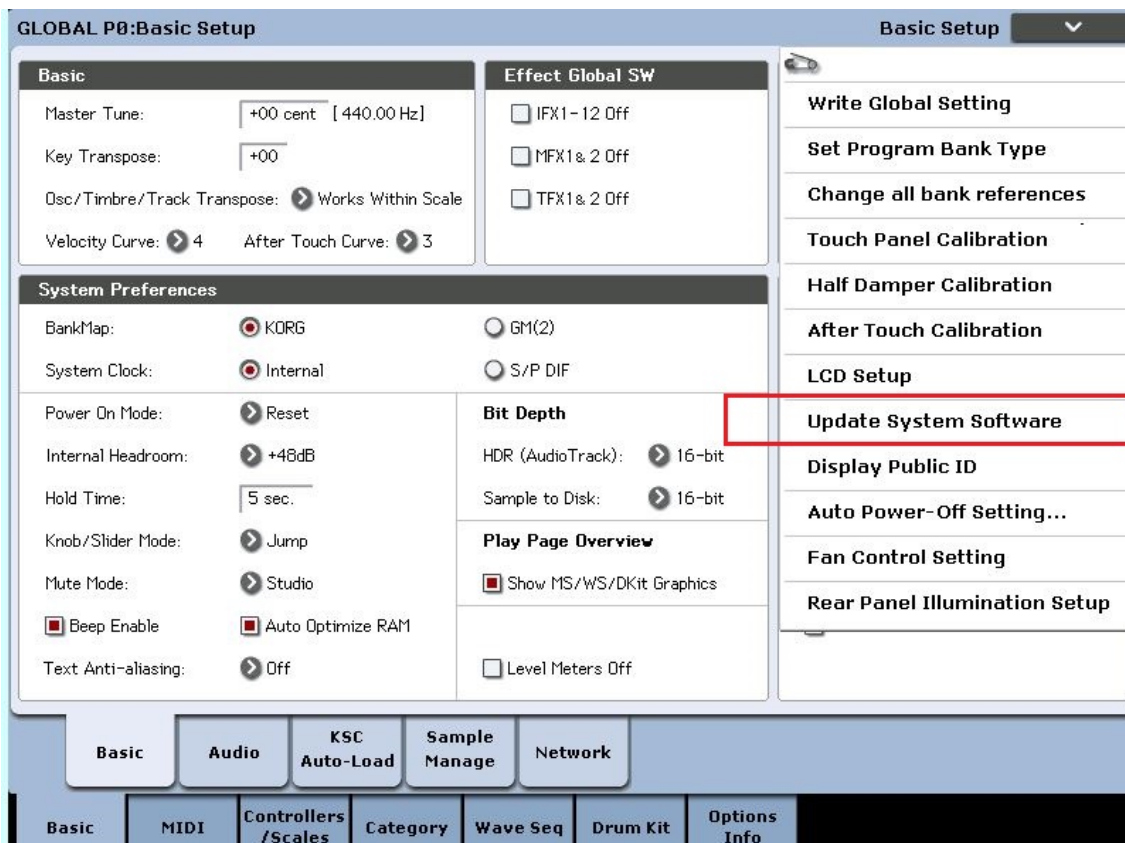 GLOBAL P0:Basic Setup
Basic Setup
Basic
Master Tune: +00 cent [ 440.00 Hz]
Key Transpose: +00
Osc/Timbre/Track Transpose: Works Within Scale
Velocity Curve: 4 After Touch Curve: 3
Effect Global SW
IFX1-12 Off
MFX1& 2 Off
TFX1& 2 Off
System Preferences
BankMap: KORG GM(2)
System Clock: Internal S/P DIF
Power On Mode: Reset
Internal Headroom: +48dB
Hold Time: 5 sec.
Knob/Slider Mode: Jump
Mute Mode: Studio
Beep Enable Auto Optimize RAM
Text Anti-aliasing: Off
Bit Depth
HDR (AudioTrack): 16-bit
Sample to Disk: 16-bit
Play Page Overview
Show MS/WS/DKit Graphics
Level Meters Off
Write Global Setting
Set Program Bank Type
Change all bank references
Touch Panel Calibration
Half Damper Calibration
After Touch Calibration
LCD Setup
Update System Software
Display Public ID
Auto Power-Off Setting...
Fan Control Setting
Rear Panel Illumination Setup
Basic
Audio
KSC
Auto-Load
Sample
Manage
Network
Basic
MIDI
Controllers
/Scales
Category
Wave Seq
Drum Kit
Options
Info